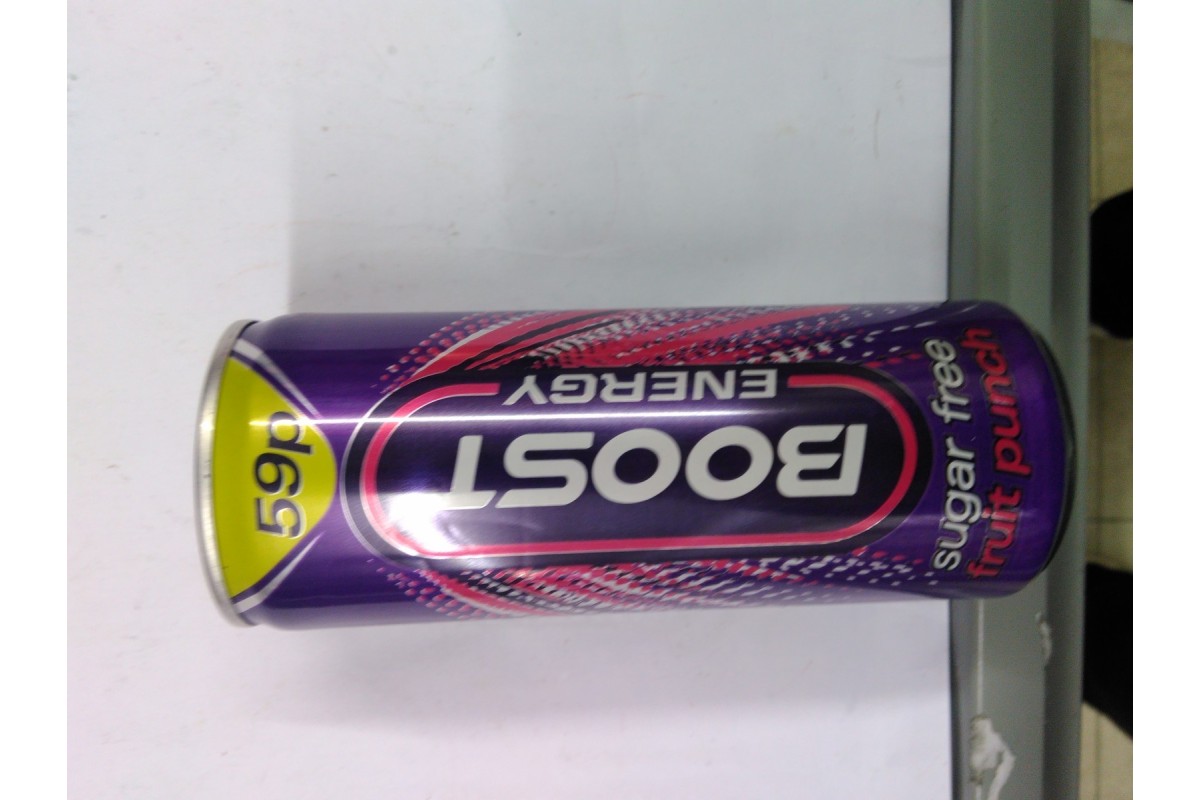 59p
BOOST
ENERGY
sugar free
fruit punch